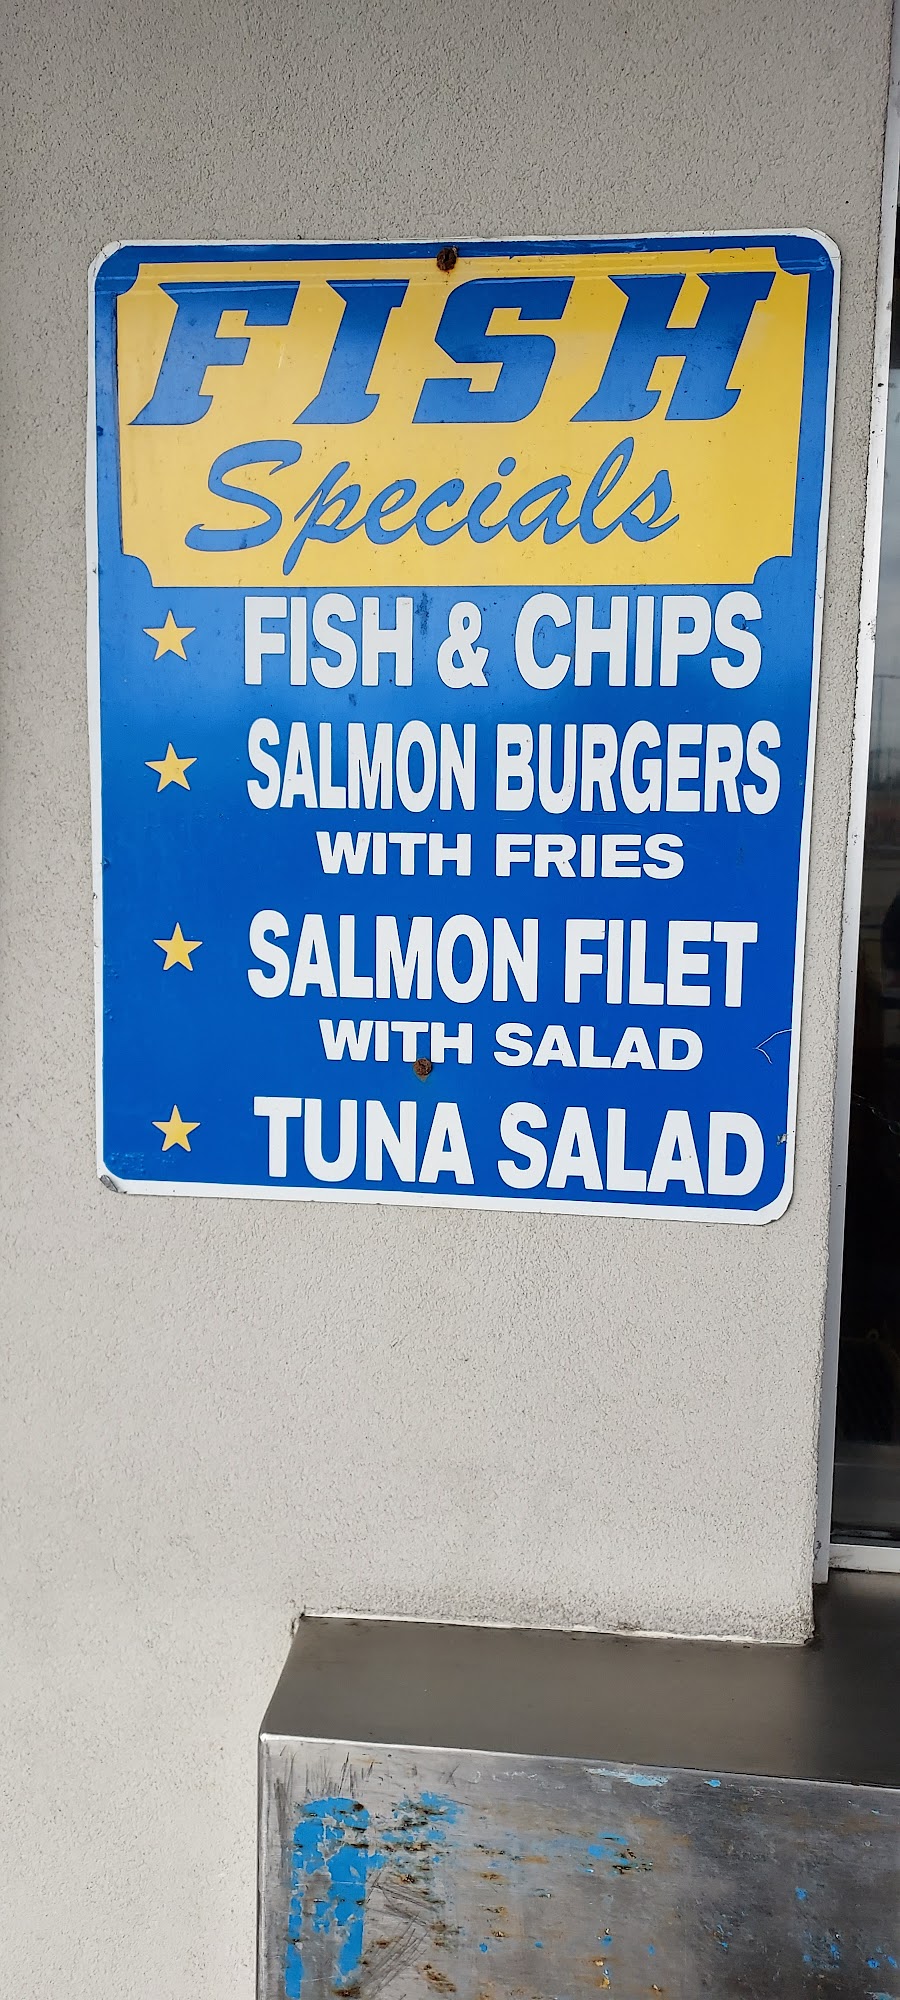 FISH
Specials
FISH & CHIPS
SALMON BURGERS
WITH FRIES
SALMON FILET
WITH SALAD
TUNA SALAD